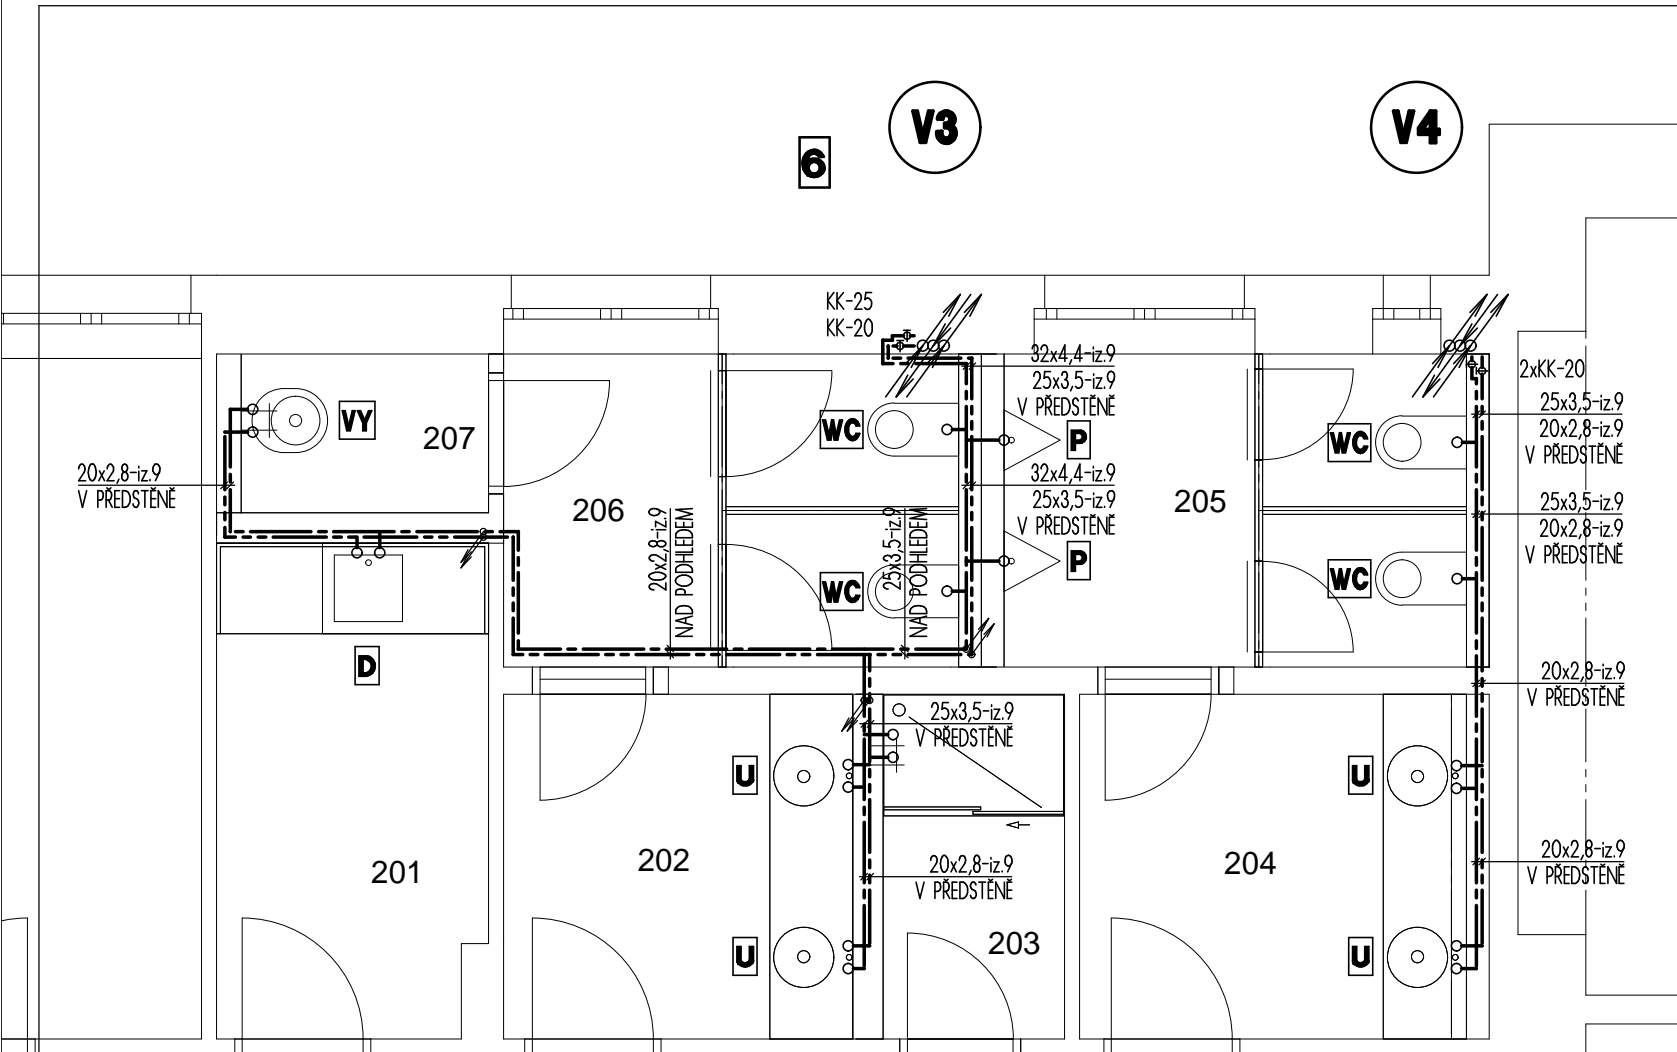 V3
V4
6
KK-25
KK-20
32x4,4-iz.9
25x3,5-iz.9
V PŘEDSTĚNĚ
2xKK-20
25x3,5-iz.9
20x2,8-iz.9
V PŘEDSTĚNĚ
VY
207
WC
P
WC
20x2,8-iz.9
V PŘEDSTĚNĚ
206
32x4,4-iz.9
25x3,5-iz.9
V PŘEDSTĚNĚ
205
25x3,5-iz.9
20x2,8-iz.9
V PŘEDSTĚNĚ
20x2,8-iz.9
NAD PODHLEDEM
25x3,5-iz.9
NAD PODHLEDEM
WC
P
WC
D
20x2,8-iz.9
V PŘEDSTĚNĚ
25x3,5-iz.9
V PŘEDSTĚNĚ
U
U
201
202
20x2,8-iz.9
V PŘEDSTĚNĚ
204
20x2,8-iz.9
V PŘEDSTĚNĚ
U
203
U